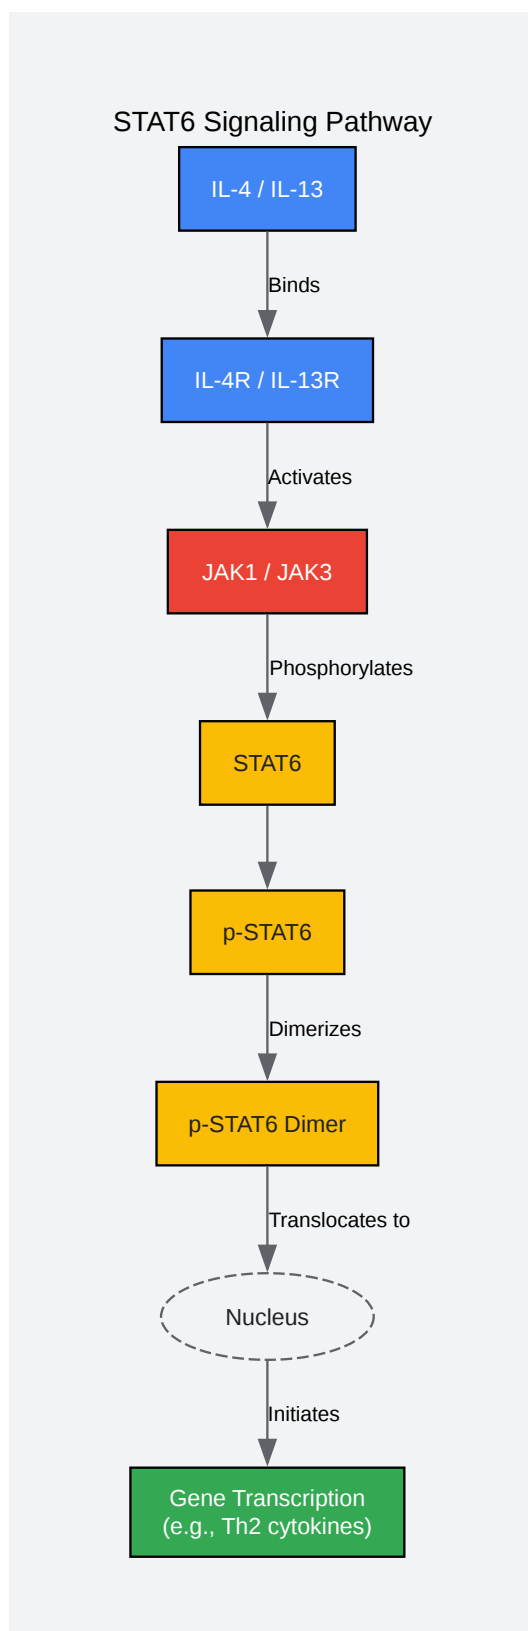 STAT6 Signaling Pathway
IL-4 / IL-13
Binds
IL-4R / IL-13R
Activates
JAK1 / JAK3
Phosphorylates
STAT6
p-STAT6
Dimerizes
p-STAT6 Dimer
Translocates to
Nucleus
Initiates
Gene Transcription
(e.g., Th2 cytokines)